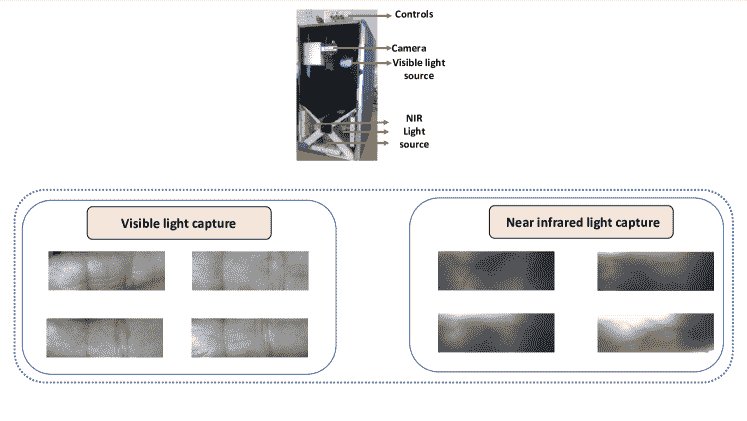 Controls
Camera
Visible light
source
NIR
Light
source
Visible light capture
Near infrared light capture